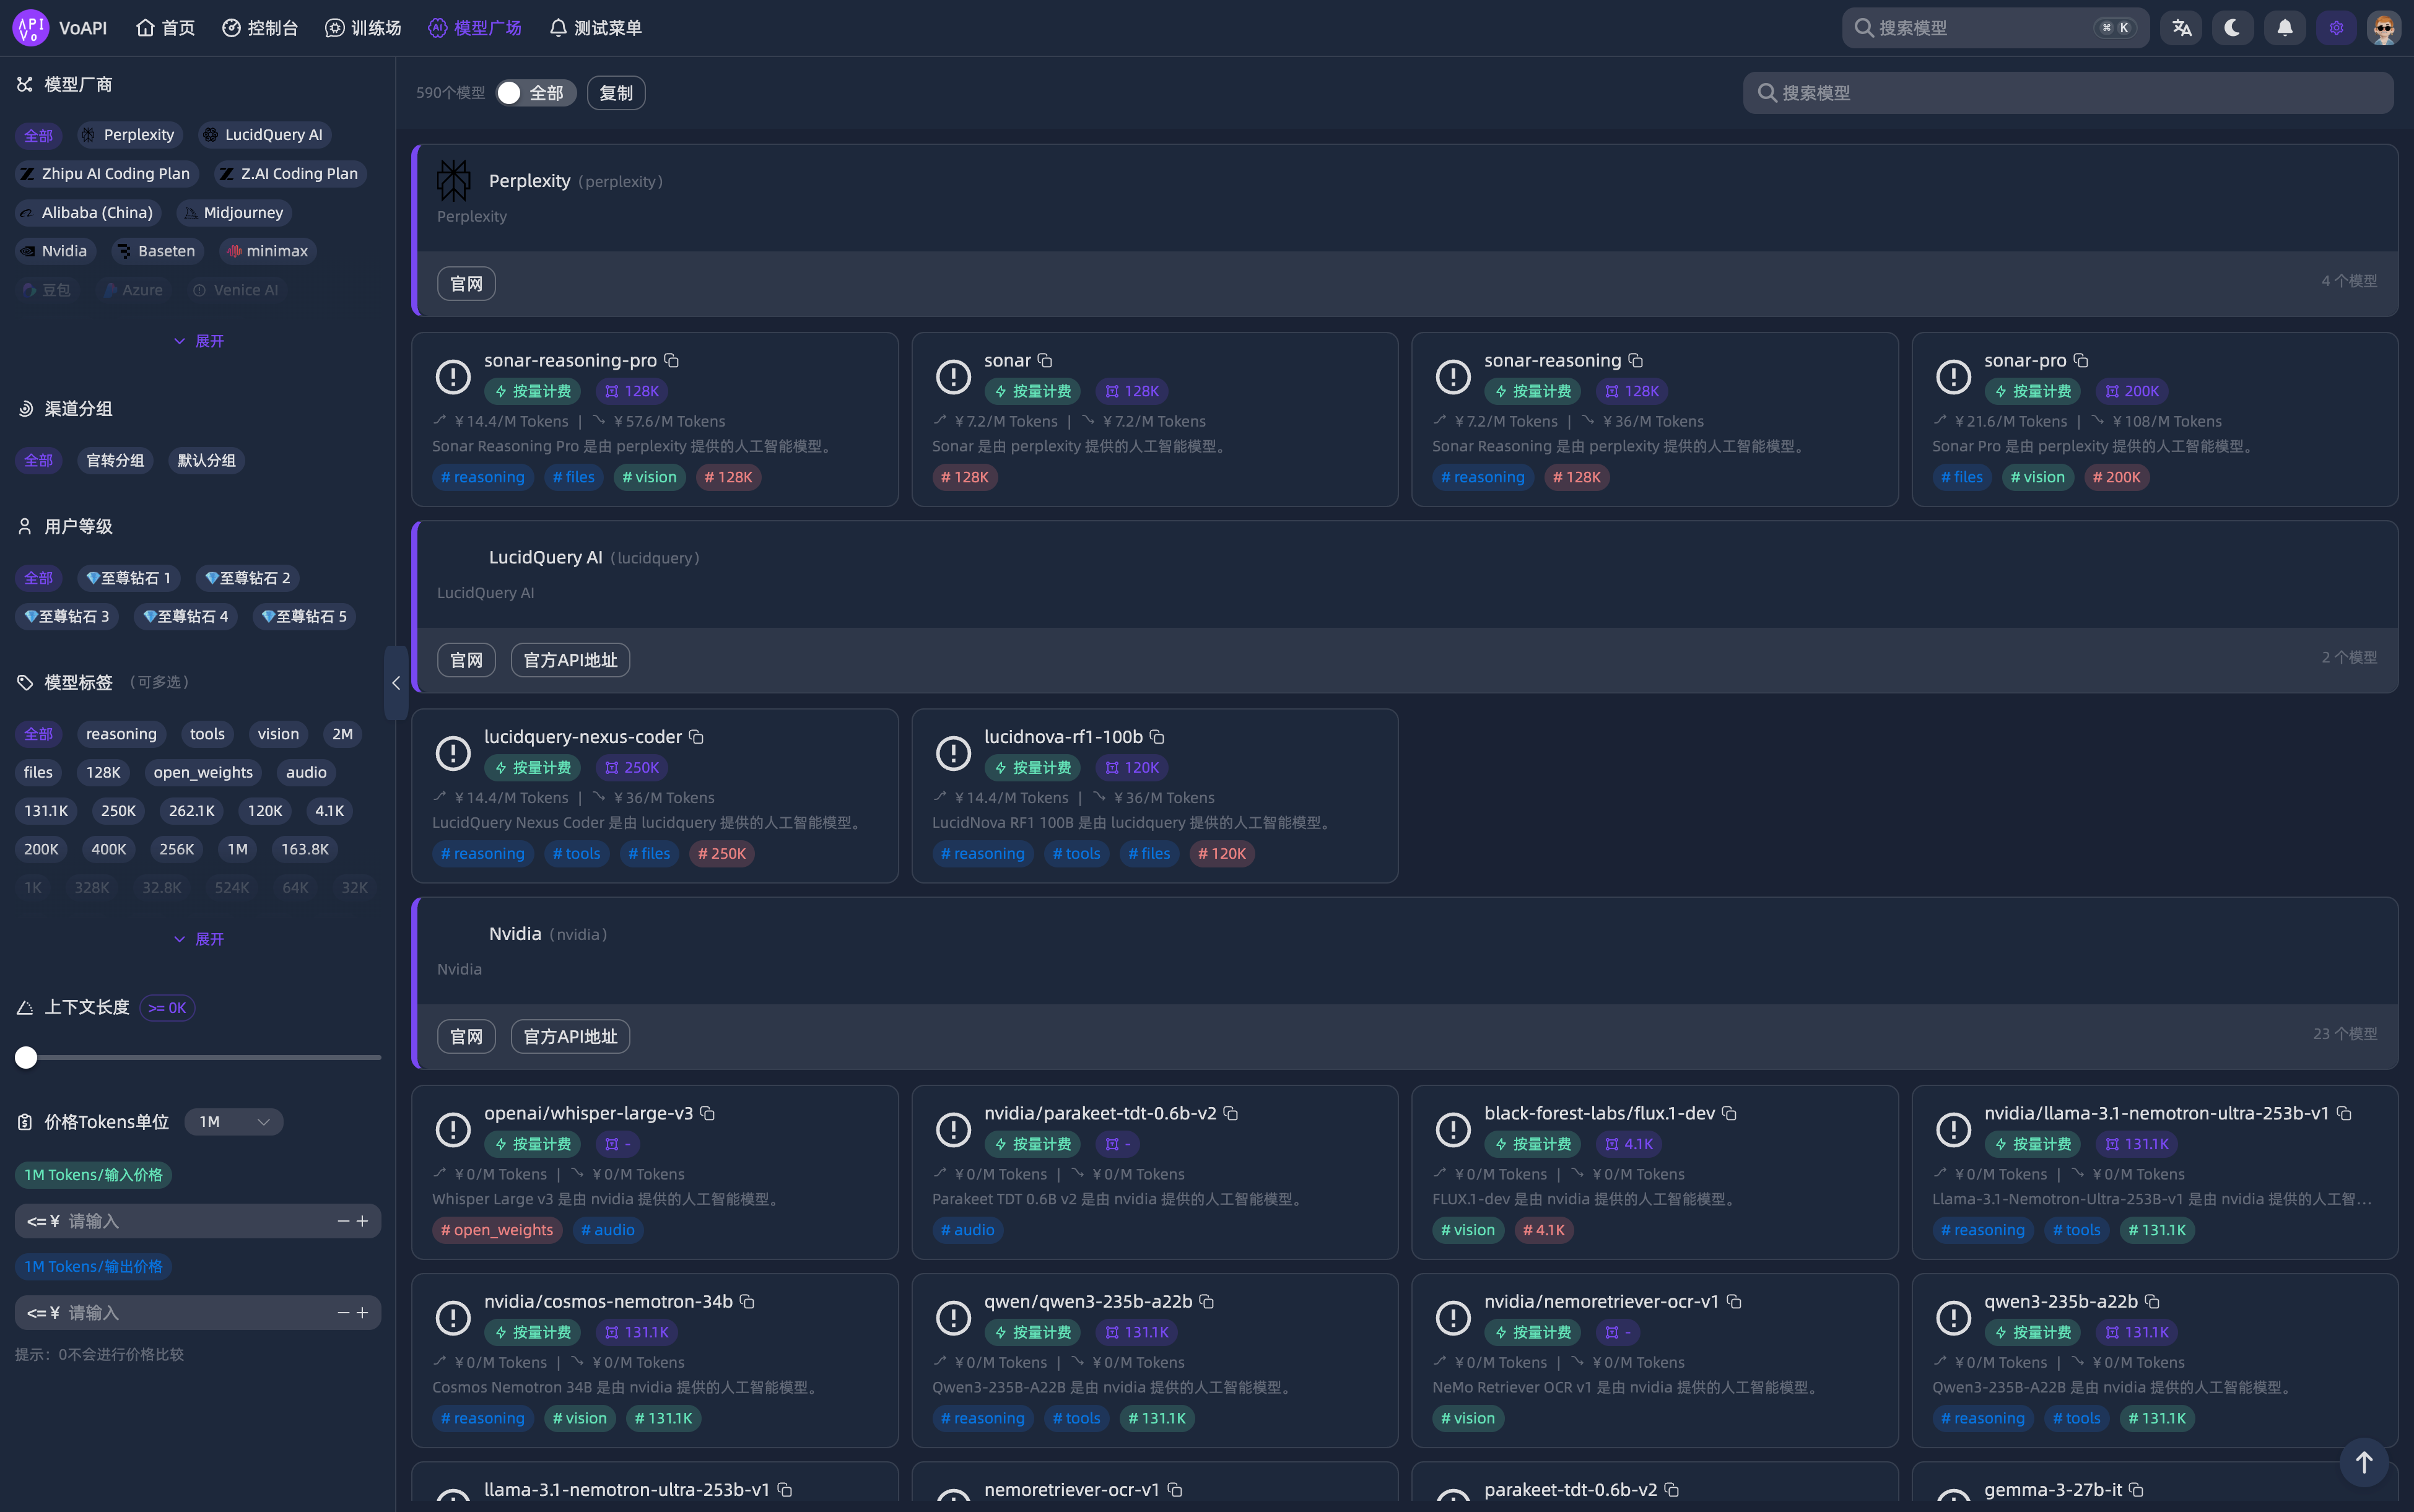 VoAPI 首页 控制台 训练场 模型广场 测试菜单 搜索模型 ⌘ K
模型厂商
全部 Perplexity LucidQuery AI
Zhipu AI Coding Plan Z.AI Coding Plan
Alibaba (China) Midjourney
Nvidia Baseten minimax
豆包 Azure Venice AI
展开
渠道分组
全部 官转分组 默认分组
用户等级
全部 💎至尊钻石 1 💎至尊钻石 2
💎至尊钻石 3 💎至尊钻石 4 💎至尊钻石 5
模型标签 (可多选)
全部 reasoning tools vision 2M
files 128K open_weights audio
131.1K 250K 262.1K 120K 4.1K
200K 400K 256K 1M 163.8K
1K 328K 32.8K 524K 64K 32K
展开
上下文长度 >= 0K
价格Tokens单位 1M
1M Tokens/输入价格
<= ¥ 请输入
1M Tokens/输出价格
<= ¥ 请输入
提示：0不会进行价格比较
590个模型 全部 复制 搜索模型
Perplexity (perplexity)
Perplexity
官网 4 个模型
sonar-reasoning-pro
按量计费 128K
¥ 14.4/M Tokens | ¥ 57.6/M Tokens
Sonar Reasoning Pro 是由 perplexity 提供的人工智能模型。
# reasoning # files # vision # 128K
sonar
按量计费 128K
¥ 7.2/M Tokens | ¥ 7.2/M Tokens
Sonar 是由 perplexity 提供的人工智能模型。
# 128K
sonar-reasoning
按量计费 128K
¥ 7.2/M Tokens | ¥ 36/M Tokens
Sonar Reasoning 是由 perplexity 提供的人工智能模型。
# reasoning # 128K
sonar-pro
按量计费 200K
¥ 21.6/M Tokens | ¥ 108/M Tokens
Sonar Pro 是由 perplexity 提供的人工智能模型。
# files # vision # 200K
LucidQuery AI (lucidquery)
LucidQuery AI
官网 官方API地址 2 个模型
lucidquery-nexus-coder
按量计费 250K
¥ 14.4/M Tokens | ¥ 36/M Tokens
LucidQuery Nexus Coder 是由 lucidquery 提供的人工智能模型。
# reasoning # tools # files # 250K
lucidnova-rf1-100b
按量计费 120K
¥ 14.4/M Tokens | ¥ 36/M Tokens
LucidNova RF1 100B 是由 lucidquery 提供的人工智能模型。
# reasoning # tools # files # 120K
Nvidia (nvidia)
Nvidia
官网 官方API地址 23 个模型
openai/whisper-large-v3
按量计费 -
¥ 0/M Tokens | ¥ 0/M Tokens
Whisper Large v3 是由 nvidia 提供的人工智能模型。
# open_weights # audio
nvidia/parakeet-tdt-0.6b-v2
按量计费 -
¥ 0/M Tokens | ¥ 0/M Tokens
Parakeet TDT 0.6B v2 是由 nvidia 提供的人工智能模型。
# audio
black-forest-labs/flux.1-dev
按量计费 4.1K
¥ 0/M Tokens | ¥ 0/M Tokens
FLUX.1-dev 是由 nvidia 提供的人工智能模型。
# vision # 4.1K
nvidia/llama-3.1-nemotron-ultra-253b-v1
按量计费 131.1K
¥ 0/M Tokens | ¥ 0/M Tokens
Llama-3.1-Nemotron-Ultra-253B-v1 是由 nvidia 提供的人工智...
# reasoning # tools # 131.1K
nvidia/cosmos-nemotron-34b
按量计费 131.1K
¥ 0/M Tokens | ¥ 0/M Tokens
Cosmos Nemotron 34B 是由 nvidia 提供的人工智能模型。
# reasoning # vision # 131.1K
qwen/qwen3-235b-a22b
按量计费 131.1K
¥ 0/M Tokens | ¥ 0/M Tokens
Qwen3-235B-A22B 是由 nvidia 提供的人工智能模型。
# reasoning # tools # 131.1K
nvidia/nemoretriever-ocr-v1
按量计费 -
¥ 0/M Tokens | ¥ 0/M Tokens
NeMo Retriever OCR v1 是由 nvidia 提供的人工智能模型。
# vision
qwen3-235b-a22b
按量计费 131.1K
¥ 0/M Tokens | ¥ 0/M Tokens
Qwen3-235B-A22B 是由 nvidia 提供的人工智能模型。
# reasoning # tools # 131.1K
llama-3.1-nemotron-ultra-253b-v1
nemoretriever-ocr-v1
parakeet-tdt-0.6b-v2
gemma-3-27b-it